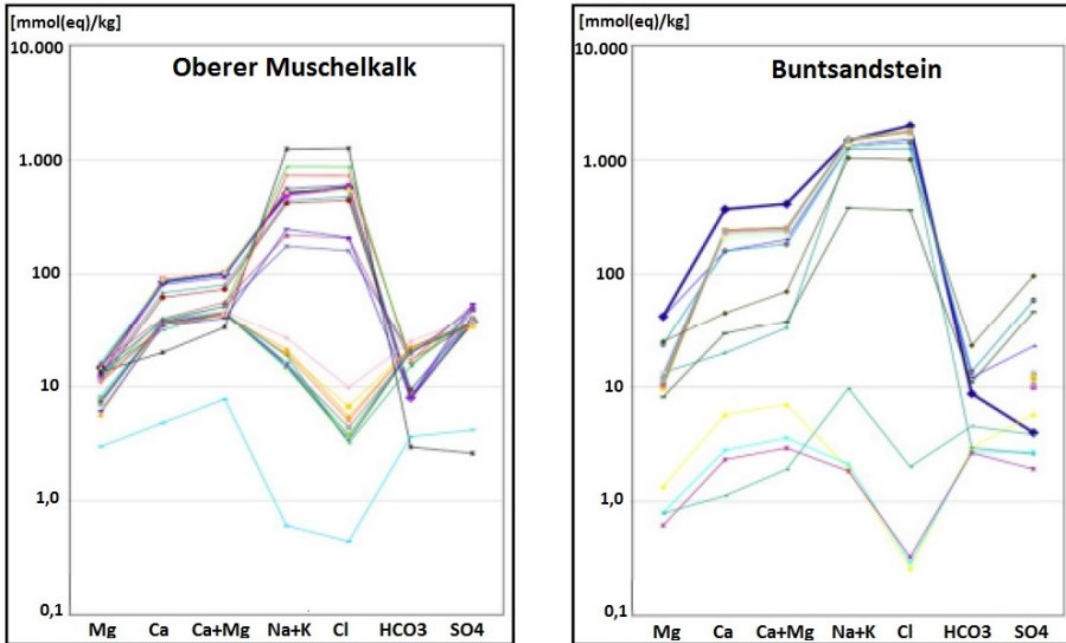 [mmol(eq)/kg]
10.000
Oberer Muschelkalk
1.000
100
10
1,0
0,1
Mg Ca Ca+Mg Na+K Cl HCO3 SO4
[mmol(eq)/kg]
10.000
Buntsandstein
1.000
100
10
1,0
0,1
Mg Ca Ca+Mg Na+K Cl HCO3 SO4